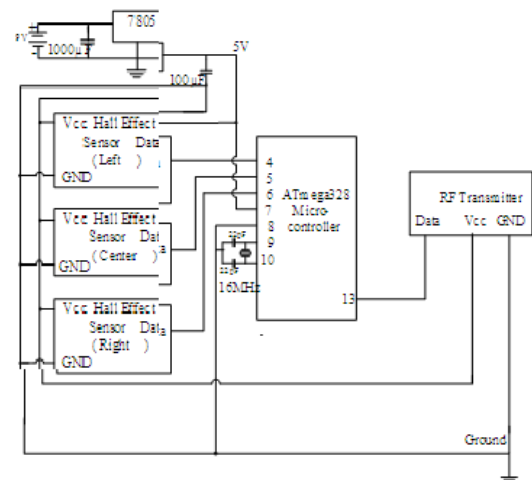 7805
9V
1000µF
5V
100µF
Vcc Hall Effect
Sensor Data
(Left)
GND
Vcc Hall Effect
Sensor Data
(Center)
GND
Vcc Hall Effect
Sensor Data
(Right)
GND
4
5
6
7
8
9
10
13
ATmega328
Micro-
controller
22pF
22pF
16MHz
RF Transmitter
Data Vcc GND
Ground